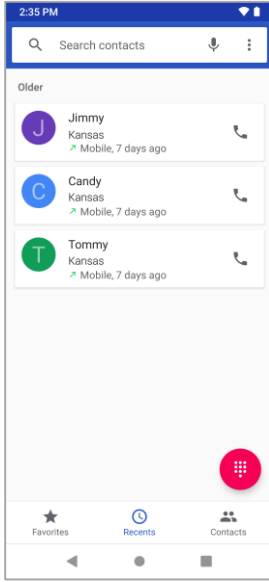 2:35 PM
Search contacts
Older
J
Jimmy
Kansas
Mobile, 7 days ago
C
Candy
Kansas
Mobile, 7 days ago
T
Tommy
Kansas
Mobile, 7 days ago
Favorites
Recents
Contacts